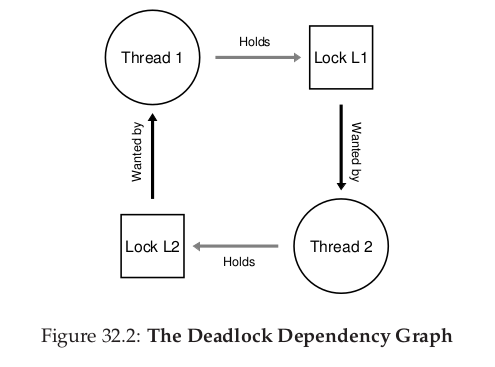 Thread 1
Holds
Lock L1
Wanted by
Wanted by
Lock L2
Holds
Thread 2
Figure 32.2: The Deadlock Dependency Graph